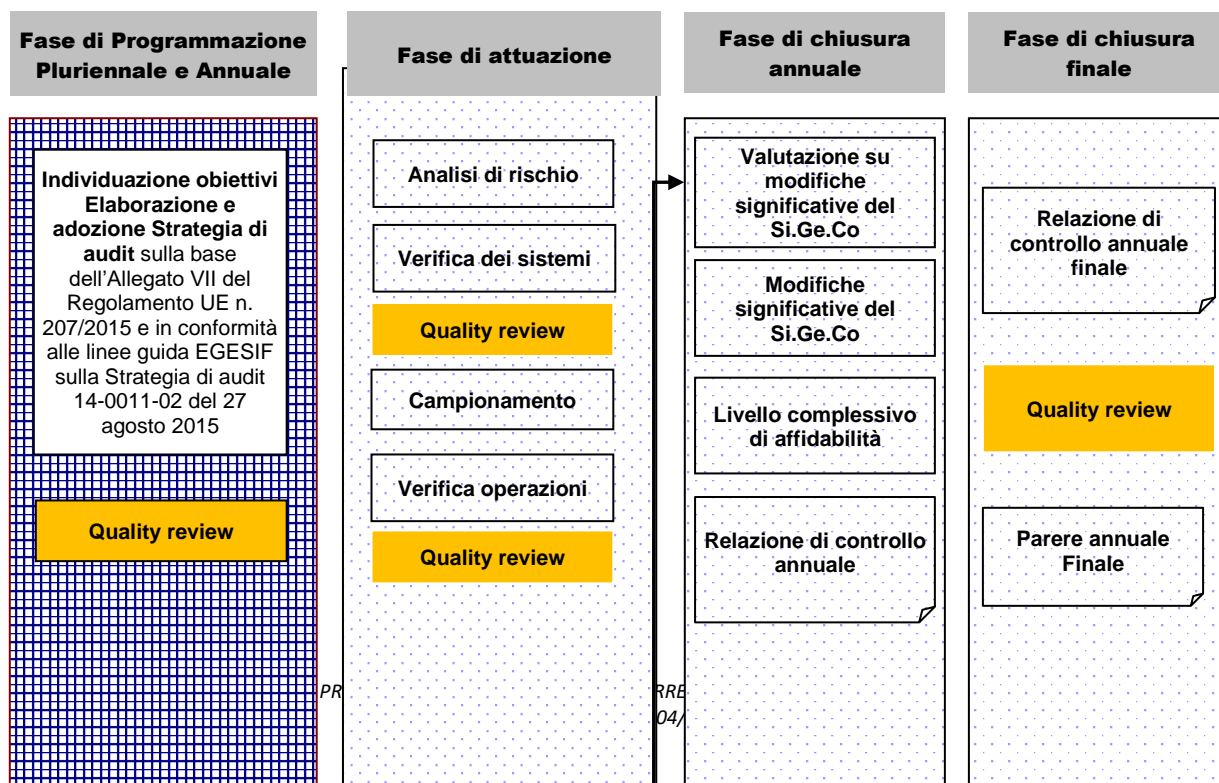 Fase di Programmazione
Pluriennale e Annuale
Individuazione obiettivi
Elaborazione e
adozione Strategia di
audit sulla base
dell'Allegato VII del
Regolamento UE n.
207/2015 e in conformità
alle linee guida EGESIF
sulla Strategia di audit
14-0011-02 del 27
agosto 2015
Quality review
Fase di attuazione
Analisi di rischio
Verifica dei sistemi
Quality review
Campionamento
Verifica operazioni
Quality review
Fase di chiusura
annuale
Valutazione su
modifiche
significative del
Si.Ge.Co
Modifiche
significative del
Si.Ge.Co
Livello complessivo
di affidabilità
Relazione di controllo
annuale
Fase di chiusura
finale
Relazione di
controllo annuale
finale
Quality review
Parere annuale
Finale
PR
RRE
04/